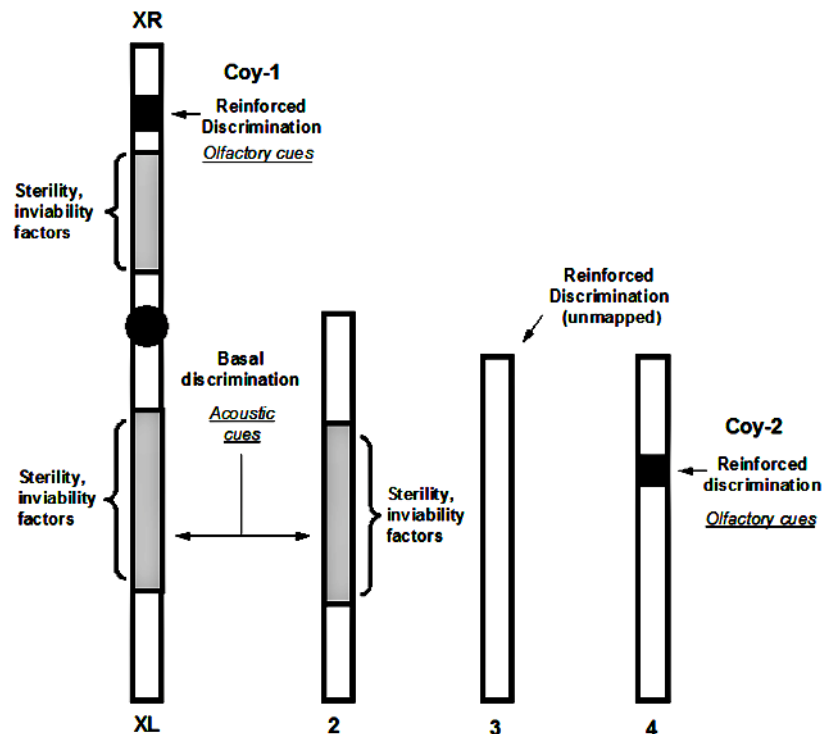 XR
Coy-1
Reinforced
Discrimination
Olfactory cues
Sterility,
inviability
factors
Reinforced
Discrimination
(unmapped)
Basal
discrimination
Acoustic
cues
Coy-2
Reinforced
discrimination
Olfactory cues
Sterility,
inviability
factors
Sterility,
inviability
factors
XL
2
3
4